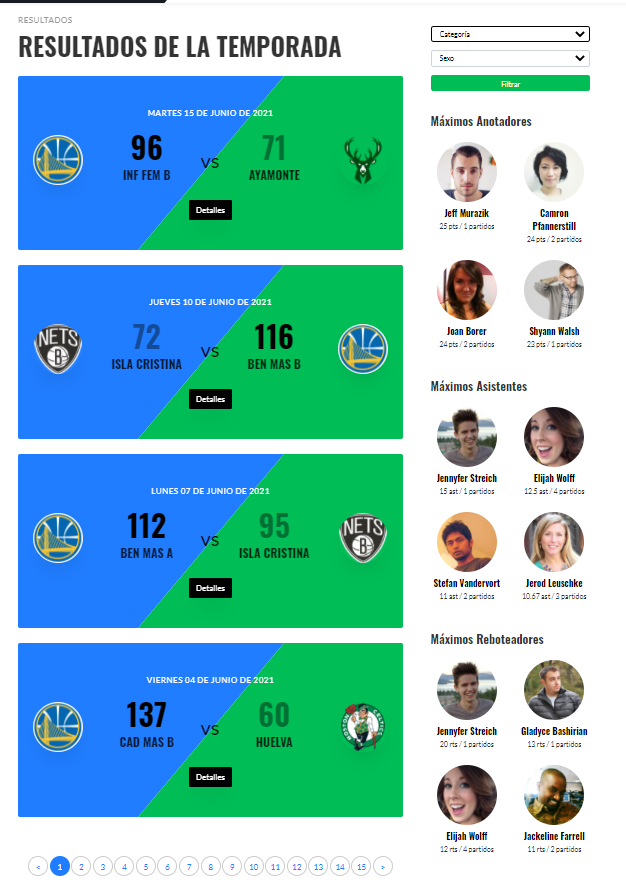 RESULTADOS
RESULTADOS DE LA TEMPORADA
MARTES 15 DE JUNIO DE 2021
96 VS 71
INF FEM B AYAMONTE
Detalles
JUEVES 10 DE JUNIO DE 2021
NETS
B
72 VS 116
ISLA CRISTINA BEN MAS B
Detalles
LUNES 07 DE JUNIO DE 2021
112 VS 95
BEN MAS A ISLA CRISTINA
NETS
B
Detalles
VIERNES 04 DE JUNIO DE 2021
137 VS 60
CAD MAS B HUELVA
BOSTON CELTICS
Detalles
< 1 2 3 4 5 6 7 8 9 10 11 12 13 14 15 >
Categoría
Sexo
Filtrar
Máximos Anotadores
Jeff Murazik
25 pts / 1 partidos
Camron
Pfannerstill
24 pts / 2 partidos
Joan Borer
24 pts / 2 partidos
Shyann Walsh
23 pts / 1 partidos
Máximos Asistentes
Jennyfer Streich
15 ast / 1 partidos
Elijah Wolff
12.5 ast / 4 partidos
Stefan Vandervort
11 ast / 2 partidos
Jerod Leuschke
10.67 ast / 3 partidos
Máximos Reboteadores
Jennyfer Streich
20 rts / 1 partidos
Gladyce Bashirian
13 rts / 1 partidos
Elijah Wolff
12 rts / 4 partidos
Jackeline Farrell
11 rts / 2 partidos